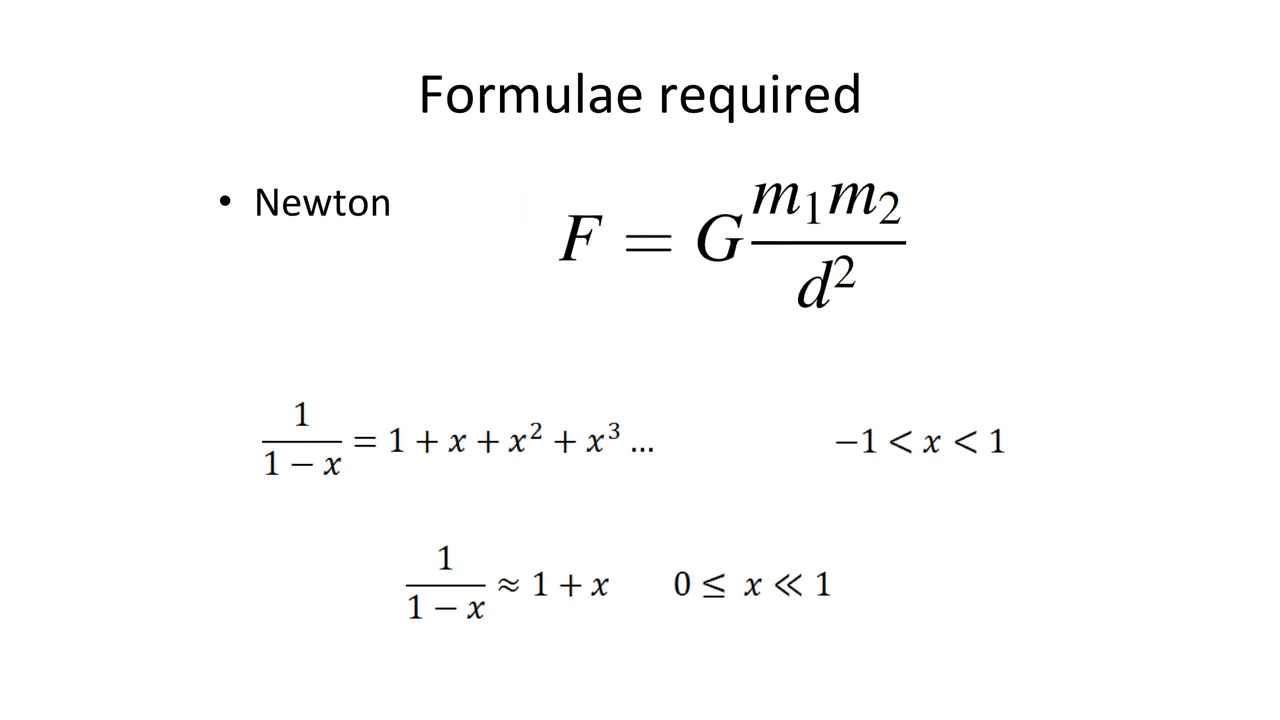 Formulae required
• Newton
F = G m₁m₂ / d²
1 / (1 − x) = 1 + x + x² + x³ ... −1 < x < 1
1 / (1 − x) ≈ 1 + x 0 ≤ x ≪ 1